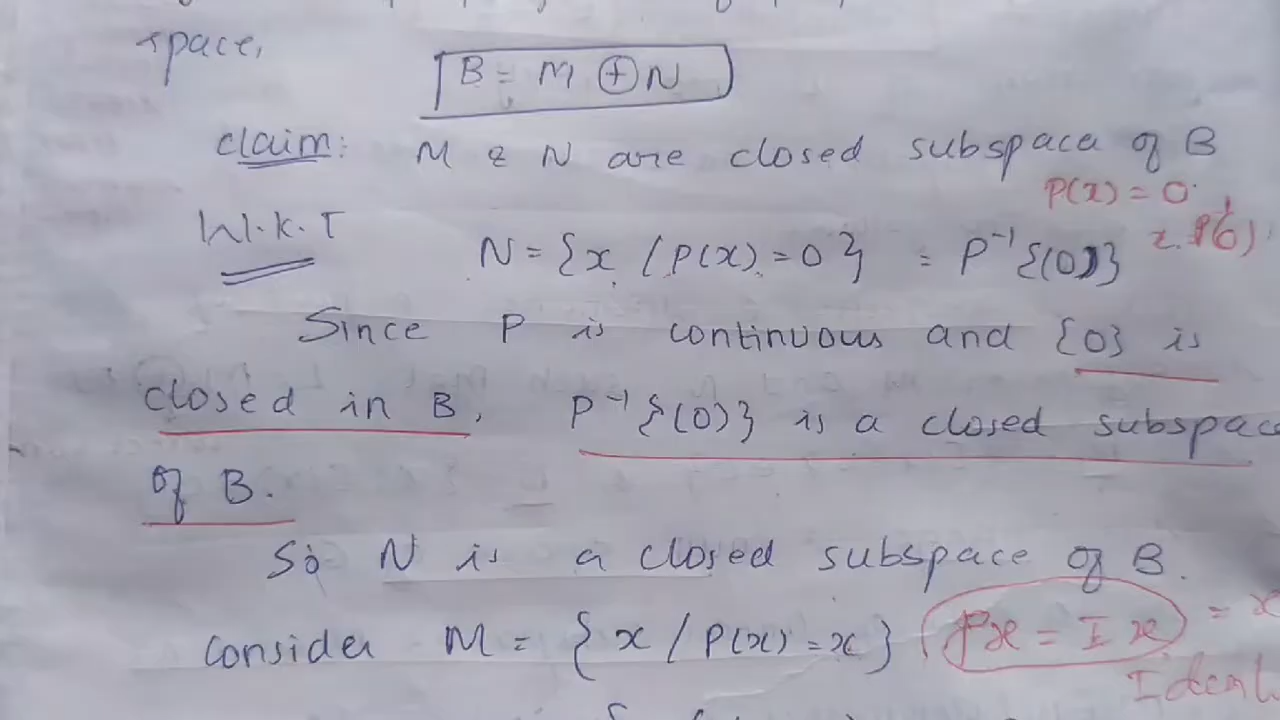 space,
B = M ⊕ N
claim: M & N are closed subspace of B
P(x) = 0
W.K.T
N = {x / P(x) = 0} = P⁻¹{(0)}
Since P is continuous and {0} is
closed in B, P⁻¹{(0)} is a closed subspace
of B.
So N is a closed subspace of B.
consider M = {x / P(x) = x} Px = Ix = x